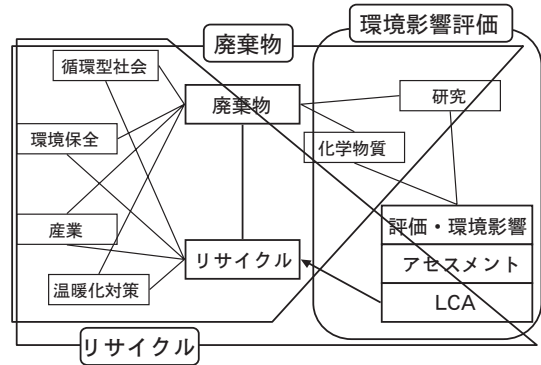 環境影響評価
廃棄物
循環型社会
廃棄物
研究
環境保全
化学物質
産業
評価・環境影響
リサイクル
アセスメント
温暖化対策
LCA
リサイクル